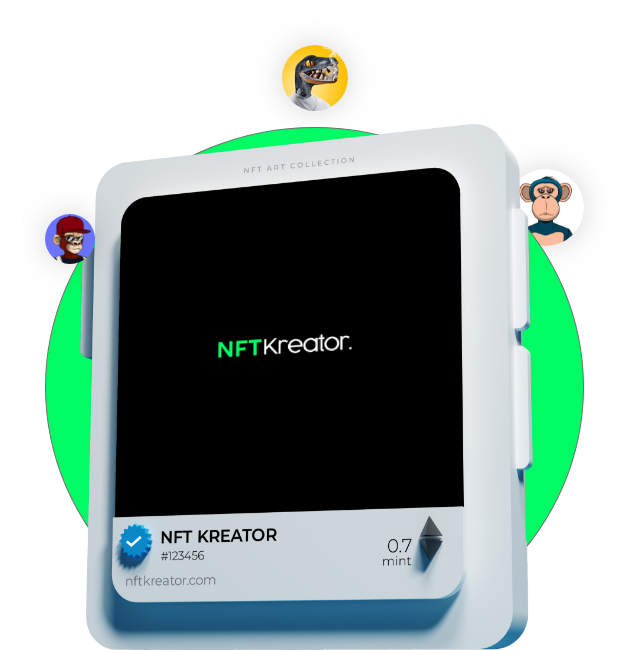 NFT ART COLLECTION
NFTKreator.
NFT KREATOR
#123456
0.7
mint
nftkreator.com